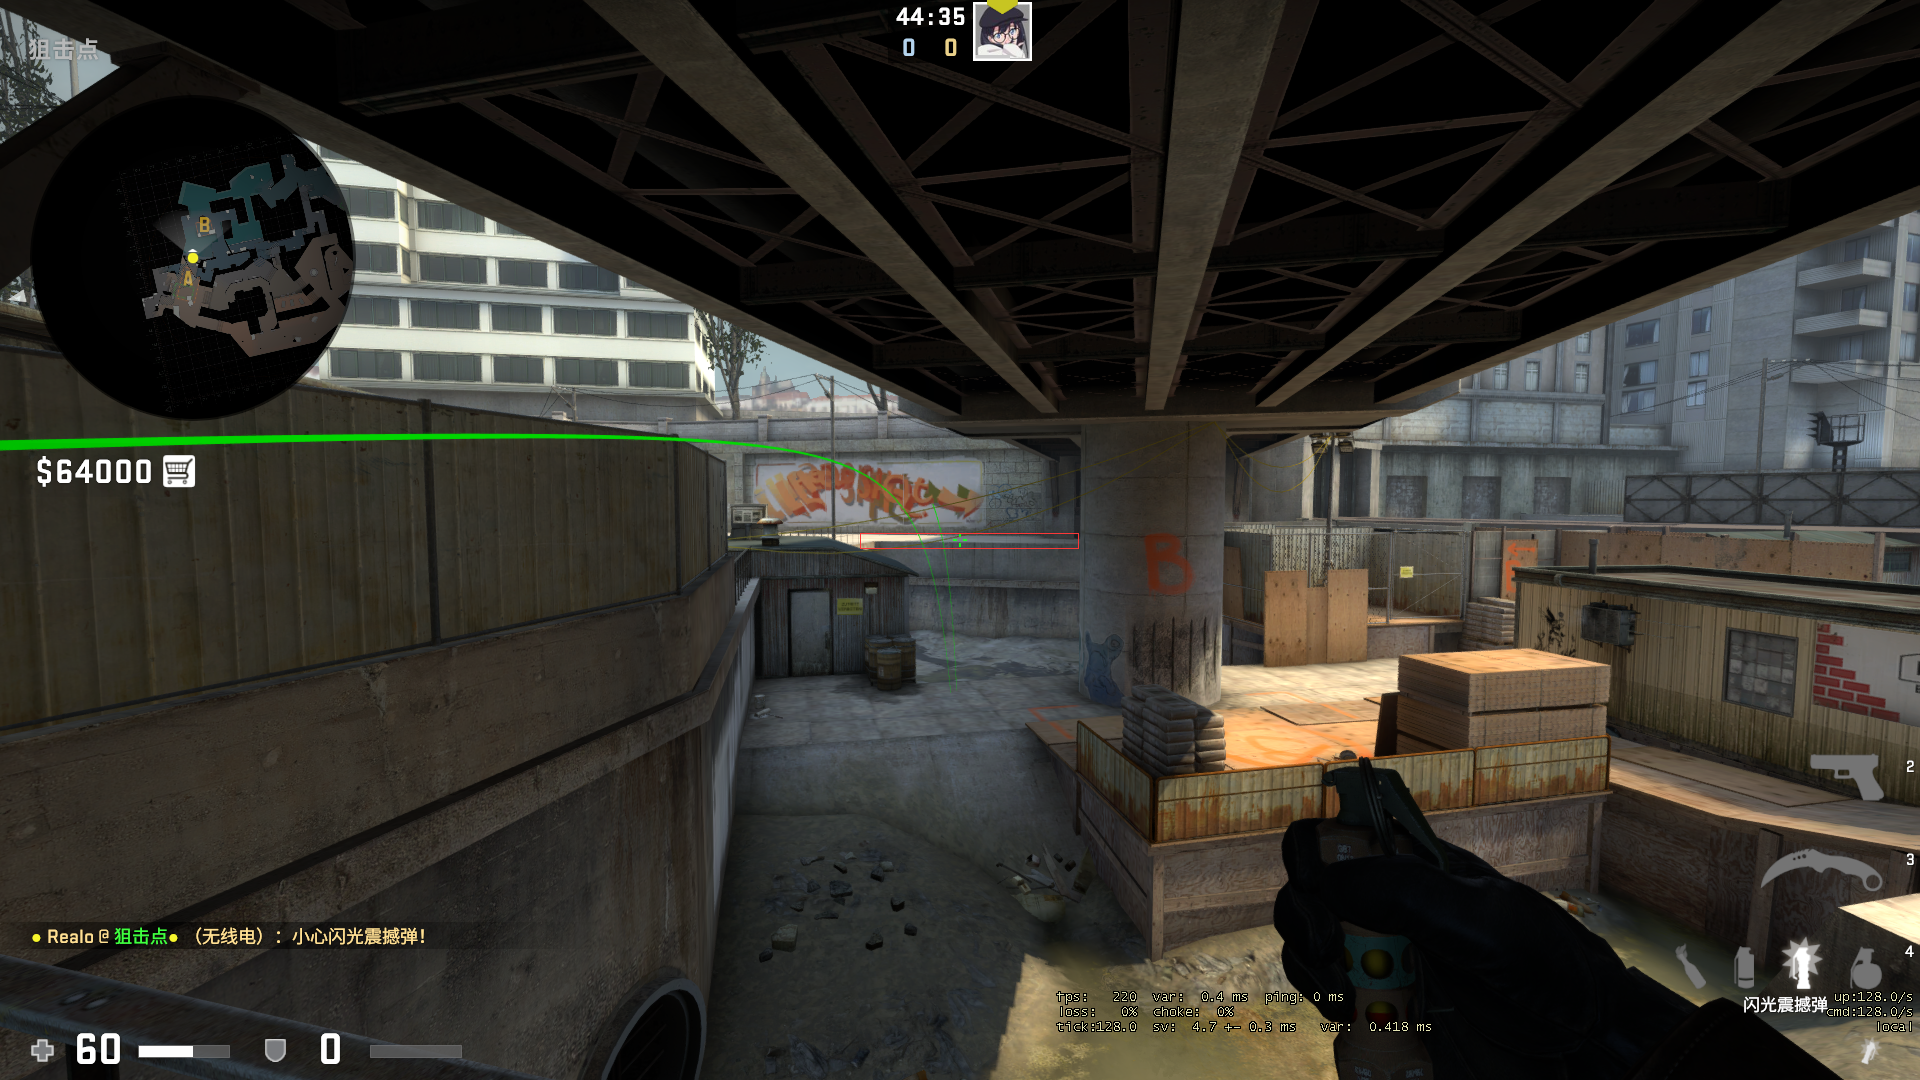 44:35
0 0
狙击点
B
A
$64000
B
2
3
● Realo @ 狙击点● （无线电）： 小心闪光震撼弹！
4
fps: 220 var: 0.4 ms ping: 0 ms
loss: 0% choke: 0%
tick:128.0 sv: 4.7 +- 0.3 ms var: 0.418 ms
闪光震撼弹
up:128.0/s
cmd:128.0/s
local
60
0